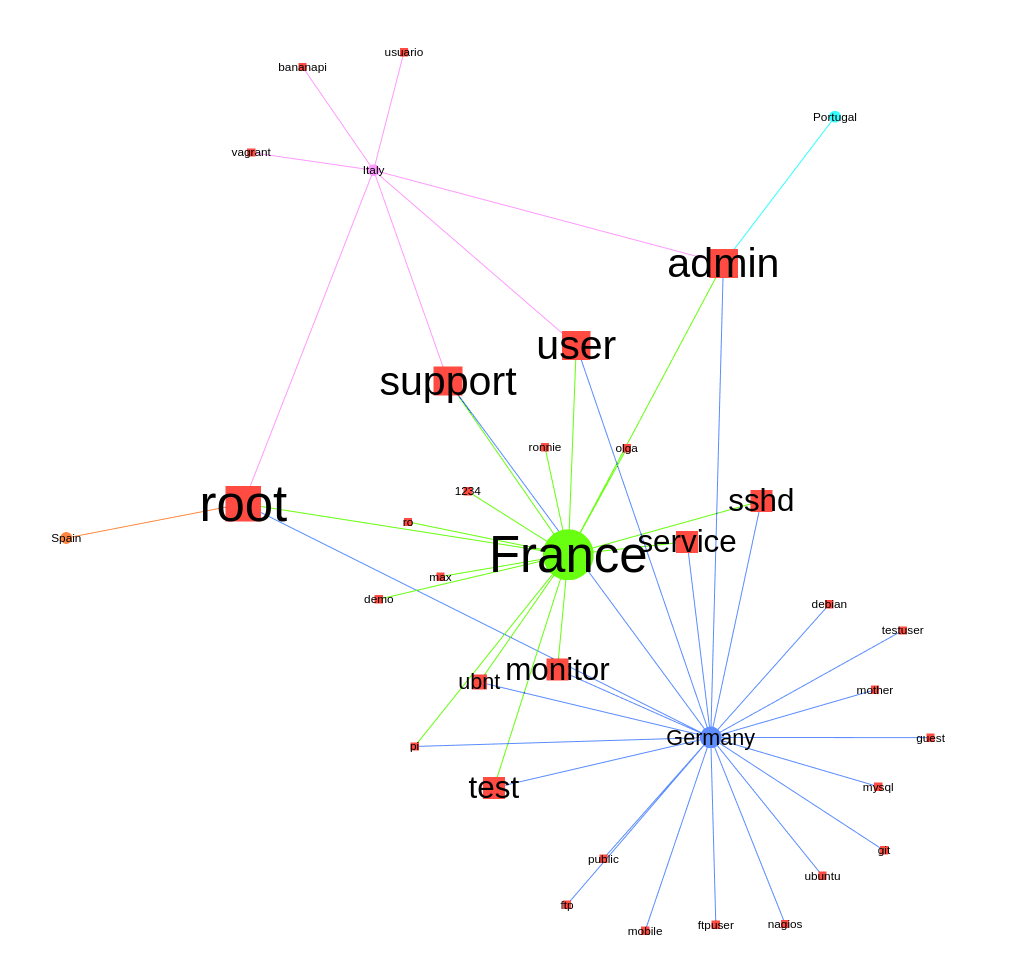 usuario
bananapi
Portugal
vagrant
Italy
admin
user
support
ronnie
olga
1234
root
sshd
ro
Spain
service
France
max
demo
debian
testuser
monitor
ubnt
mother
Germany
guest
pi
test
mysql
git
public
ubuntu
ftp
nagios
ftpuser
mobile